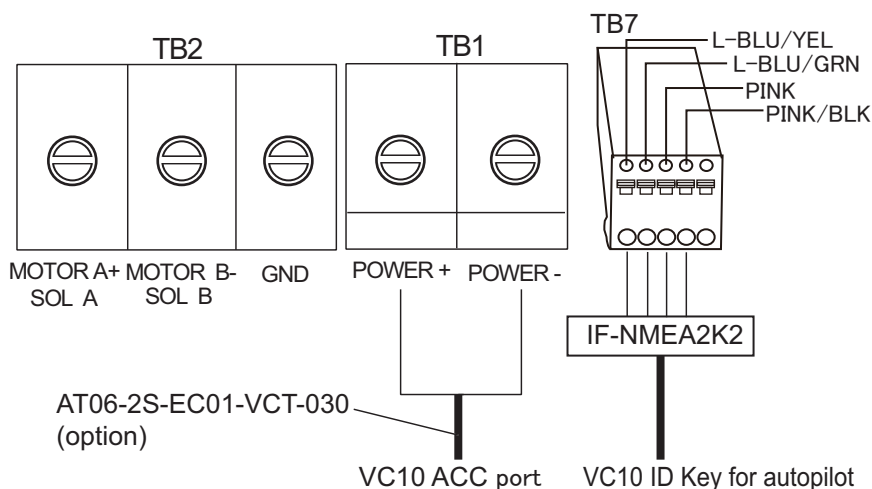 TB2
TB1
TB7
L-BLU/YEL
L-BLU/GRN
PINK
PINK/BLK
MOTOR A+
SOL A
MOTOR B-
SOL B
GND
POWER +
POWER -
IF-NMEA2K2
AT06-2S-EC01-VCT-030
(option)
VC10 ACC port
VC10 ID Key for autopilot